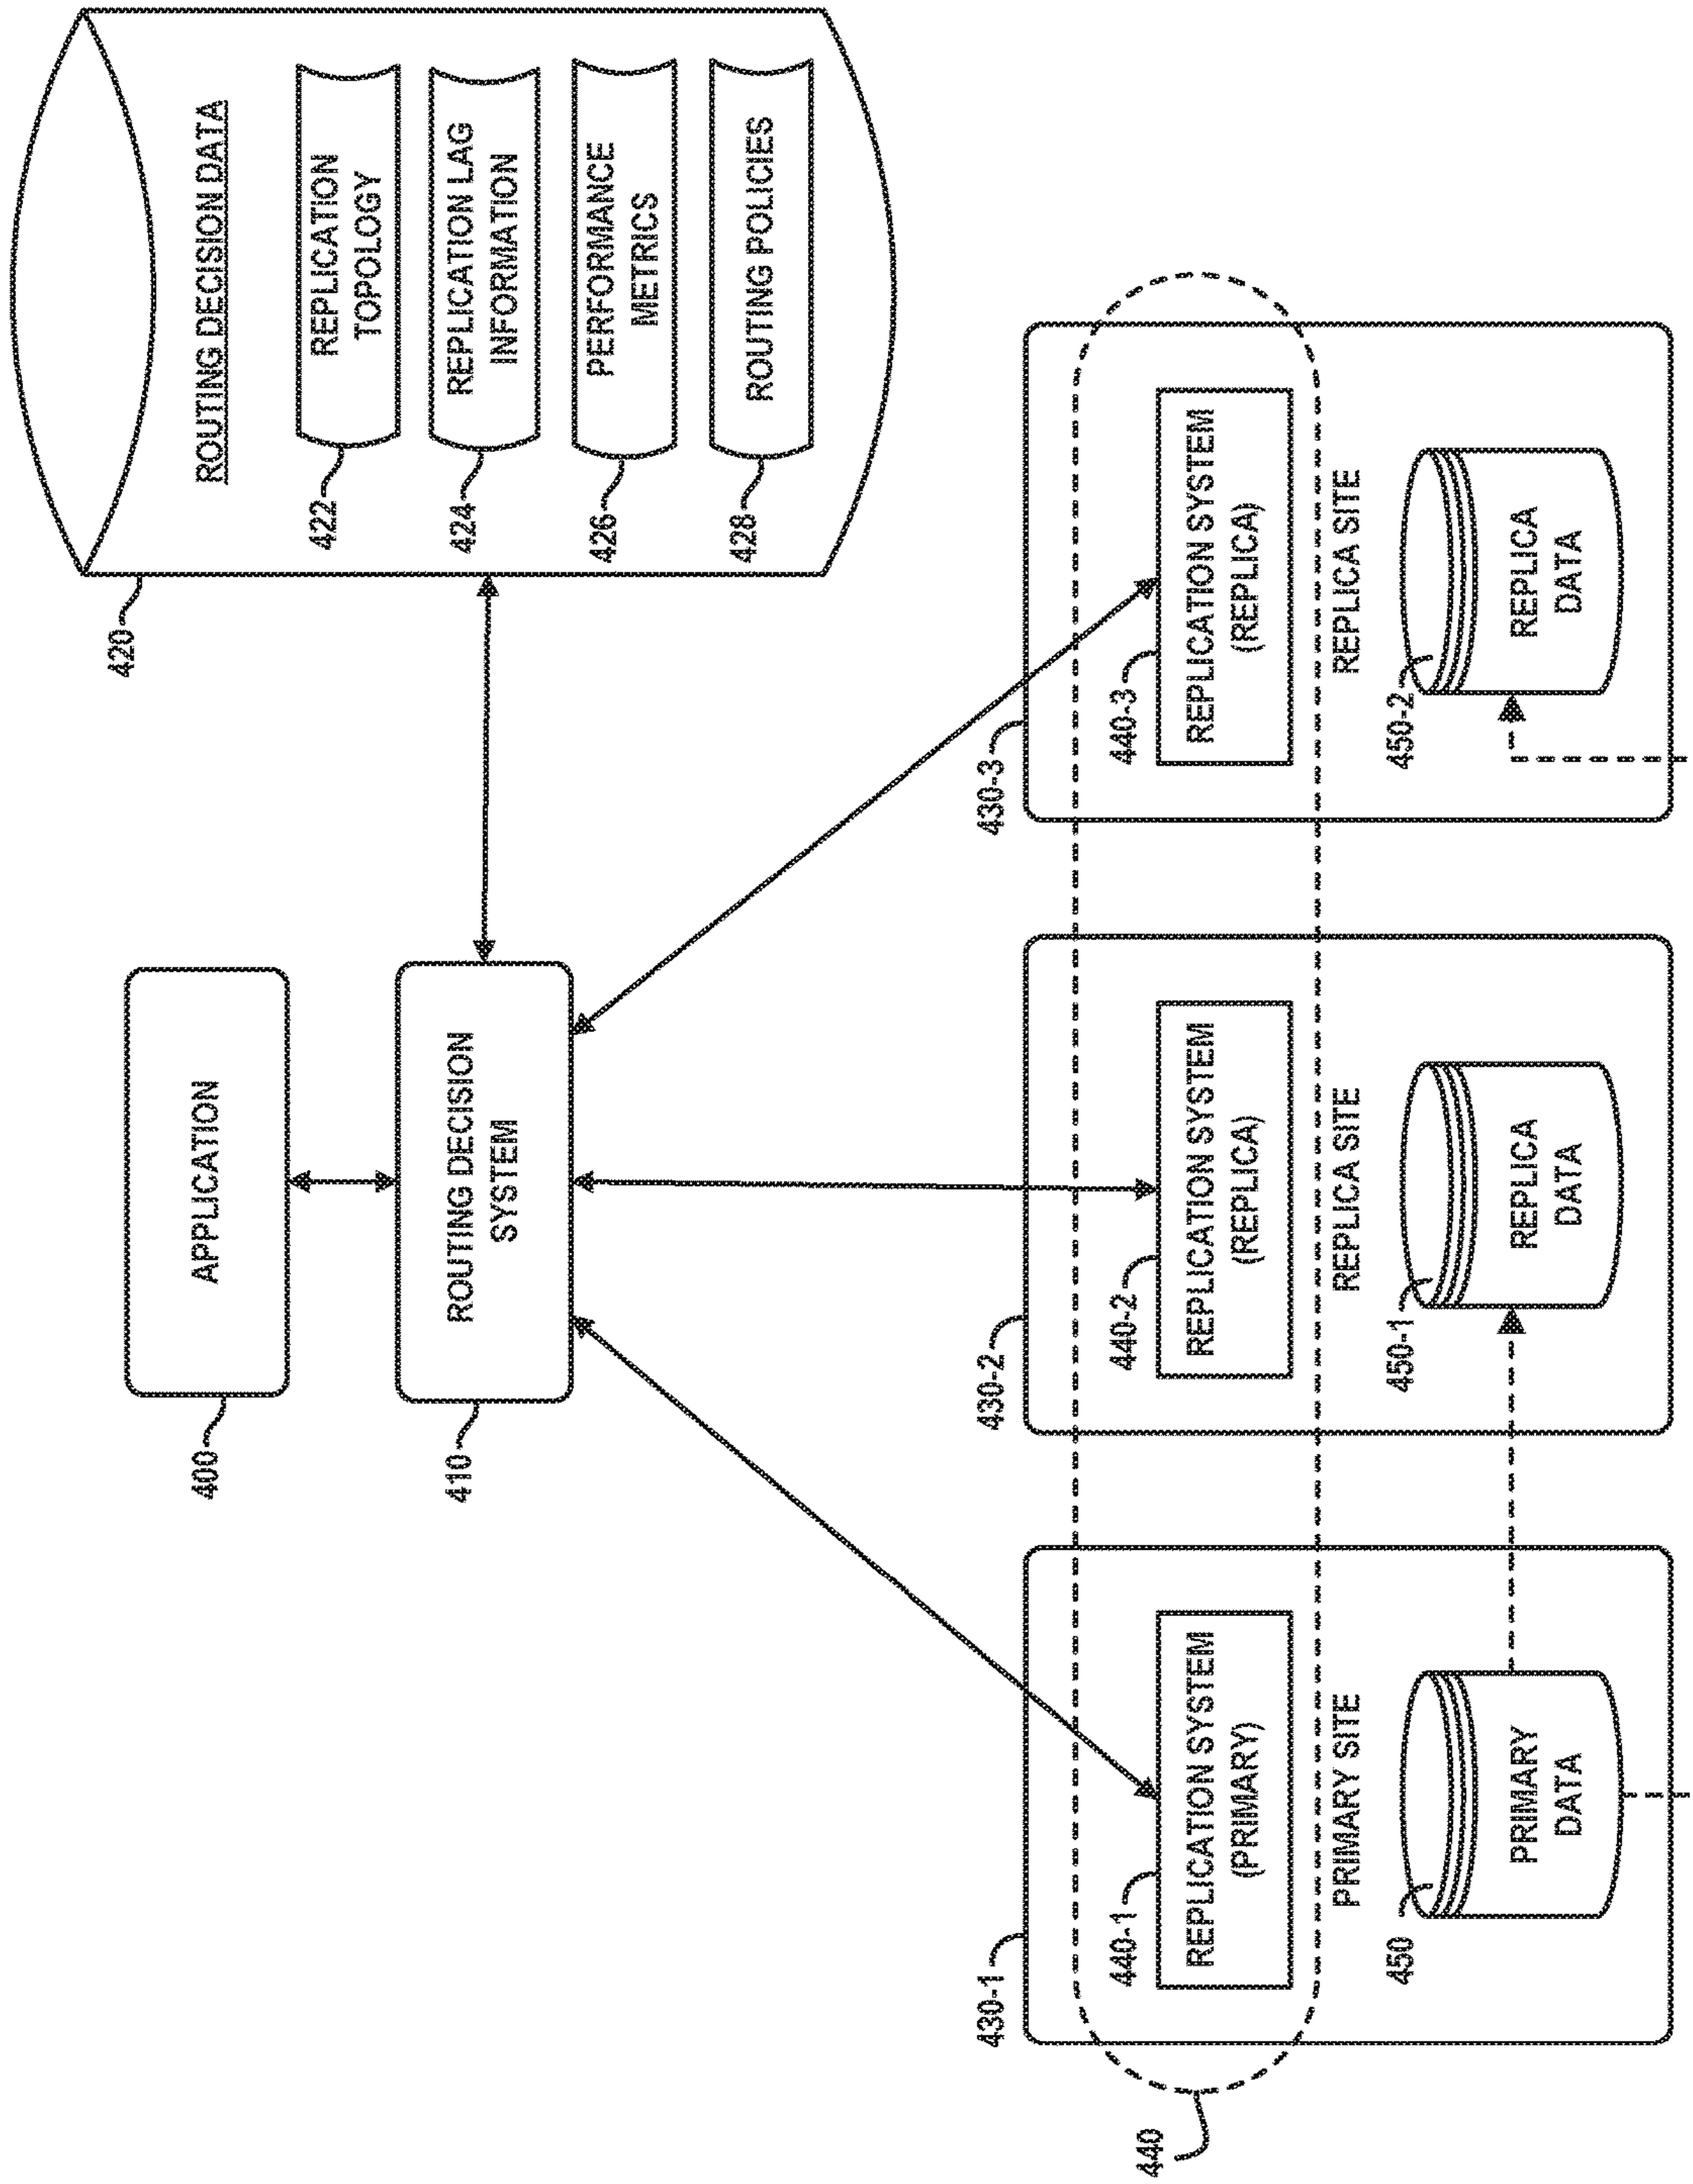 APPLICATION
400
ROUTING DECISION
SYSTEM
410
420
ROUTING DECISION DATA
422
REPLICATION
TOPOLOGY
424
REPLICATION LAG
INFORMATION
426
PERFORMANCE
METRICS
428
ROUTING POLICIES
440
430-1
440-1
REPLICATION SYSTEM
(PRIMARY)
PRIMARY SITE
450
PRIMARY
DATA
430-2
440-2
REPLICATION SYSTEM
(REPLICA)
REPLICA SITE
450-1
REPLICA
DATA
430-3
440-3
REPLICATION SYSTEM
(REPLICA)
REPLICA SITE
450-2
REPLICA
DATA